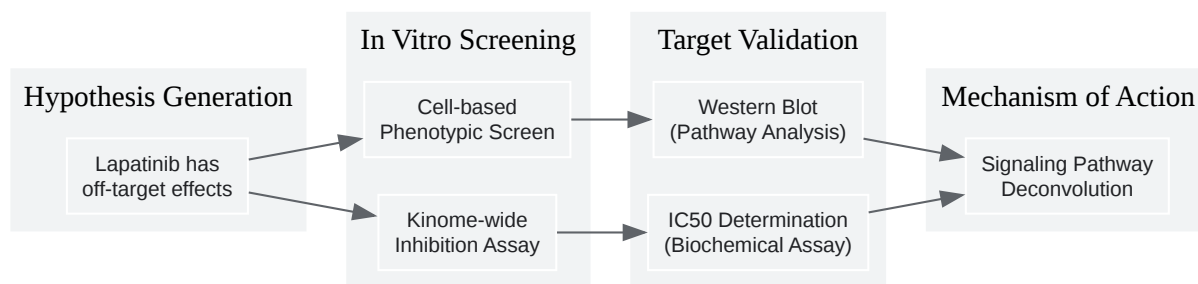 Hypothesis Generation
Lapatinib has
off-target effects
In Vitro Screening
Cell-based
Phenotypic Screen
Kinome-wide
Inhibition Assay
Target Validation
Western Blot
(Pathway Analysis)
IC50 Determination
(Biochemical Assay)
Mechanism of Action
Signaling Pathway
Deconvolution